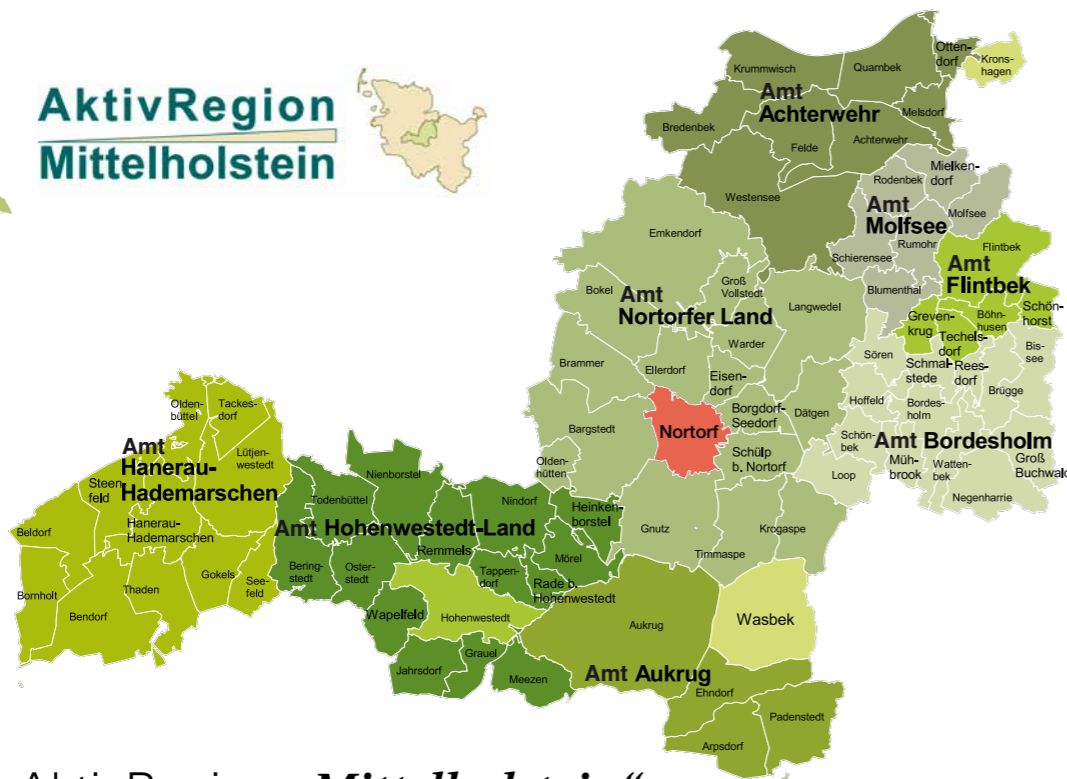 AktivRegion
Mittelholstein
Otten-
dorf
Krons-
hagen
Krummwisch
Quarnbek
Amt
Achterwehr
Melsdorf
Bredenbek
Felde
Achterwehr
Westensee
Rodenbek
Mielken-
dorf
Amt
Molfsee
Molfsee
Rumohr
Schierensee
Blumenthal
Flintbek
Amt
Flintbek
Schön-
horst
Böhn-
husen
Greven-
krug
Techels-
dorf
Emkendorf
Bokel
Groß
Vollstedt
Amt
Nortorfer Land
Langwedel
Warder
Brammer
Ellerdorf
Eisen-
dorf
Borgdorf-
Seedorf
Dätgen
Bargstedt
Nortorf
Schülp
b. Nortorf
Olden-
hütten
Gnutz
Timmaspe
Krogaspe
Sören
Schmal-
stede
Rees-
dorf
Bis-
see
Brügge
Hoffeld
Bordes-
holm
Schön-
bek
Amt Bordesholm
Müh-
brook
Watten-
bek
Groß
Buchwald
Loop
Negenharrie
Olden-
büttel
Tackes-
dorf
Amt
Hanerau-
Hademarschen
Lütjen-
westedt
Steen
feld
Hanerau-
Hademarschen
Beldorf
Bornholt
Bendorf
Thaden
Gokels
See-
feld
Nienborstel
Todenbüttel
Nindorf
Heinken-
borstel
Amt Hohenwestedt-Land
Remmels
Mörel
Bering-
stedt
Oster-
stedt
Tappen-
dorf
Rade b.
Hohenwestedt
Wapelfeld
Hohenwestedt
Jahrsdorf
Grauel
Meezen
Aukrug
Wasbek
Amt Aukrug
Ehndorf
Padenstedt
Arpsdorf